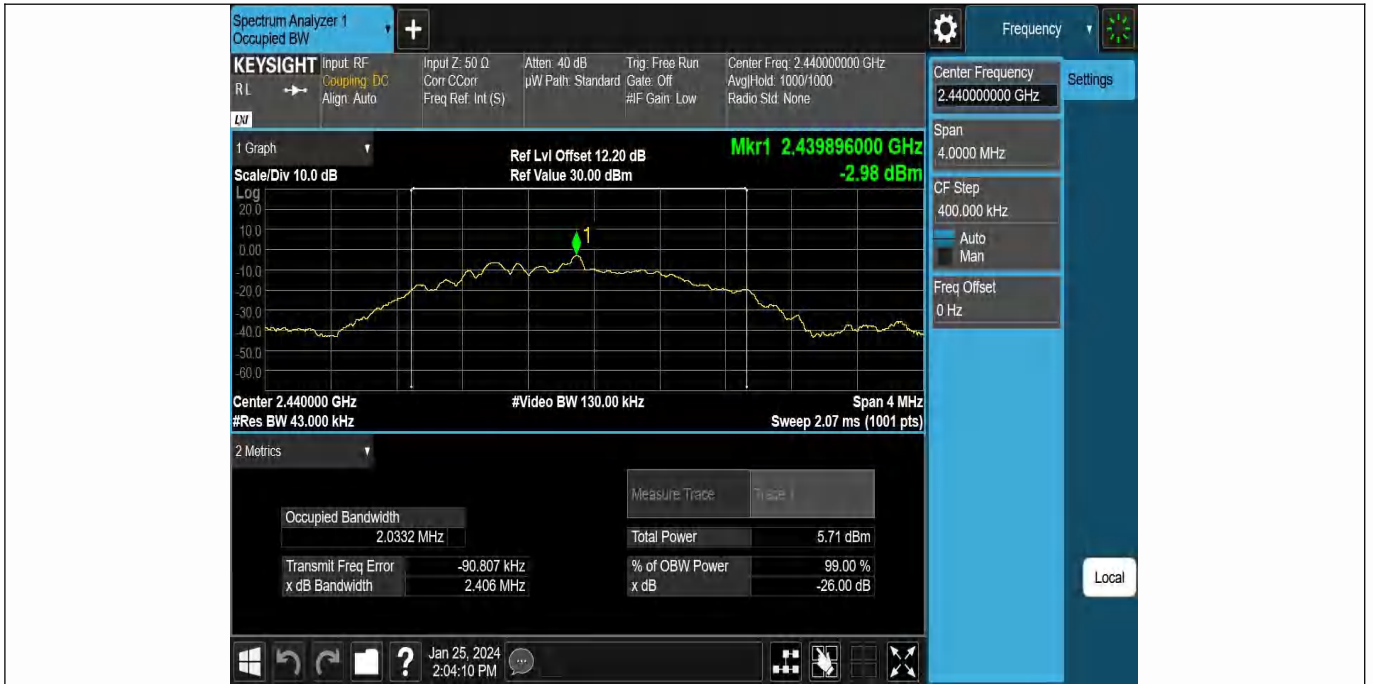 Spectrum Analyzer 1
Occupied BW
+
Frequency
KEYSIGHT
R L
LXI
Input: RF
Coupling: DC
Align: Auto
Input Z: 50 Ω
Corr CCorr
Freq Ref: Int (S)
Atten: 40 dB
µW Path: Standard
Trig: Free Run
Gate: Off
#IF Gain: Low
Center Freq: 2.440000000 GHz
Avg|Hold: 1000/1000
Radio Std: None
Center Frequency
2.440000000 GHz
Settings
Span
4.0000 MHz
CF Step
400.000 kHz
Auto
Man
Freq Offset
0 Hz
1 Graph
Scale/Div 10.0 dB
Ref Lvl Offset 12.20 dB
Ref Value 30.00 dBm
Mkr1 2.439896000 GHz
-2.98 dBm
Log
20.0
10.0
0.00
-10.0
-20.0
-30.0
-40.0
-50.0
-60.0
1
Center 2.440000 GHz
#Res BW 43.000 kHz
#Video BW 130.00 kHz
Span 4 MHz
Sweep 2.07 ms (1001 pts)
2 Metrics
Measure Trace
Trace 1
Occupied Bandwidth
2.0332 MHz
Total Power
5.71 dBm
Transmit Freq Error
-90.807 kHz
% of OBW Power
99.00 %
x dB Bandwidth
2.406 MHz
x dB
-26.00 dB
Local
?
Jan 25, 2024
2:04:10 PM